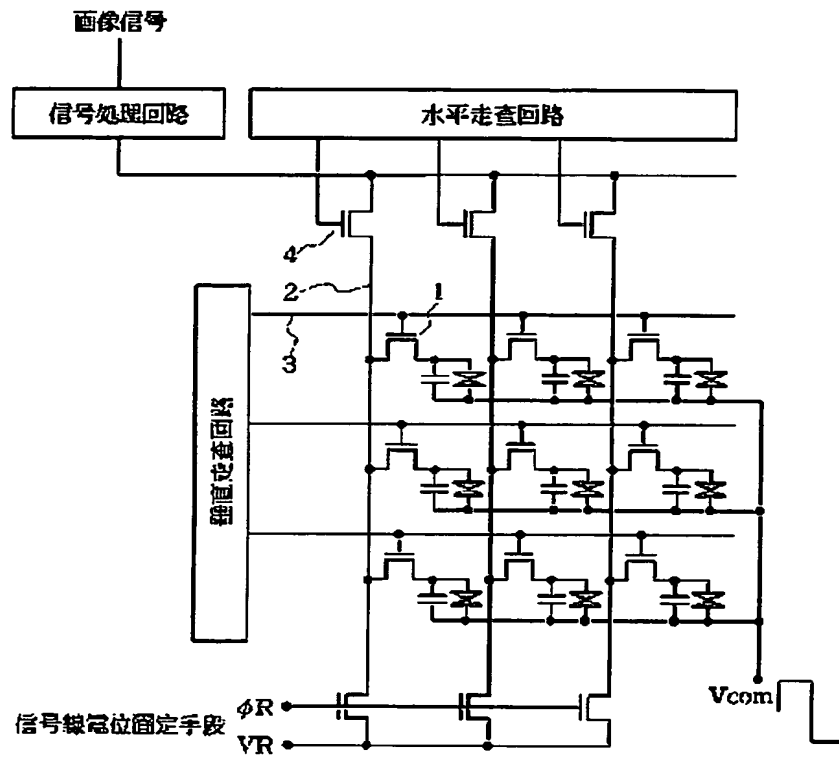 画像信号
信号処理回路
水平走査回路
4
2
1
3
垂直走査回路
信号線電位固定手段
φR
VR
Vcom